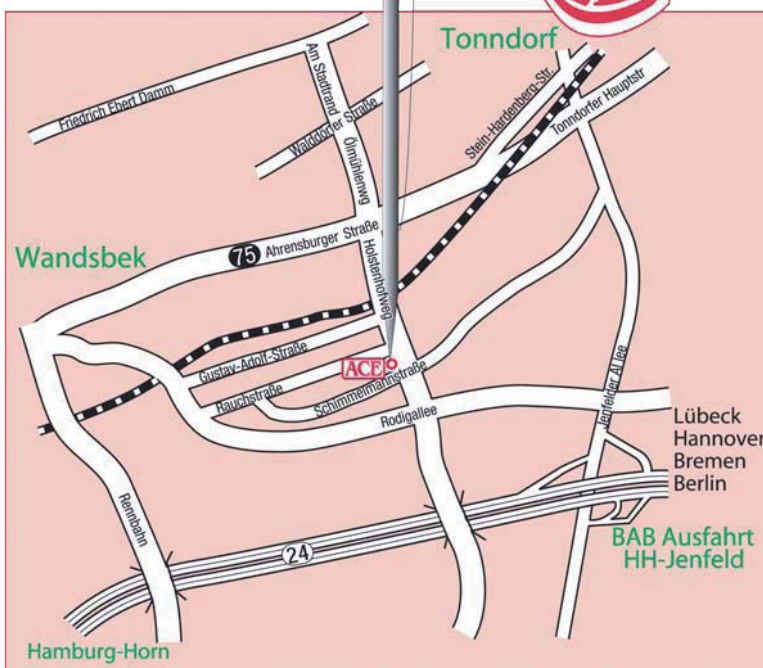 Tonndorf
Friedrich Ebert Damm
Am Stadtrand
Walddörfer Straße
Ölmühlenwg
Stein-Hardenberg-Str.
Tonndorfer Hauptstr
Wandsbek
75 Ahrensburger Straße
Holstenhofweg
Gustav-Adolf-Straße
ACE
Rauchstraße
Schimmelmannstraße
Rodigallee
Jenfelder Allee
Lübeck
Hannover
Bremen
Berlin
Rennbahn
24
BAB Ausfahrt
HH-Jenfeld
Hamburg-Horn